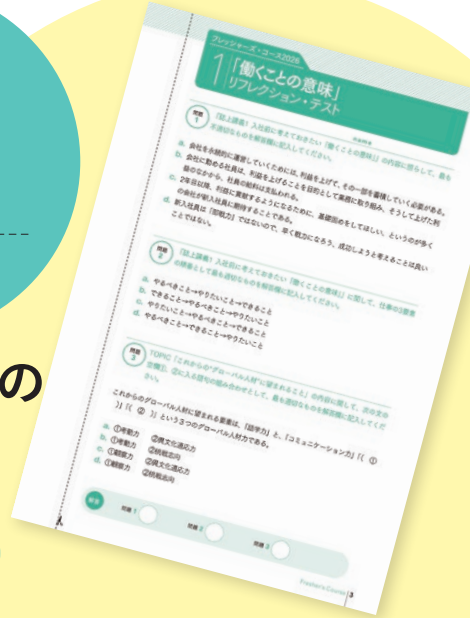 フレッシャーズ・コース2026
1
「働くことの意味」
リフレクション・テスト
name
問題
1
「誌上講義! 入社前に考えておきたい「働くことの意味」」の内容に照らして、最も
不適切なものを解答欄に記入してください。
a. 会社を永続的に運営していくためには、利益を上げて、その一部を蓄積していく必要がある。
b. 会社に勤める社員は、利益を上げることを目的として業務に取り組み、そうして上げた利
益のなかから、社員の給料は支払われる。
c. 2年目以降、利益に貢献するようになるために、基礎固めをしてほしい、というのが多く
の会社が新入社員に期待することである。
d. 新入社員は「即戦力」ではないので、早く戦力になろう、成功しようと考えることは良い
ことではない。
問題
2
「誌上講義! 入社前に考えておきたい「働くことの意味」」に関して、仕事の3要素
の順番として最も適切なものを解答欄に記入してください。
a. やるべきこと→やりたいこと→できること
b. できること→やるべきこと→やりたいこと
c. やりたいこと→やるべきこと→できること
d. やるべきこと→できること→やりたいこと
の
問題
3
TOPIC「これからの"グローバル人材"に望まれること」の内容に関して、次の文の
空欄①、②に入る語句の組み合わせとして、最も適切なものを解答欄に記入してくだ
さい。
これからのグローバル人材に望まれる要素は、「語学力」と、「コミュニケーション力」「( ①
)」「( ② )」という3つのグローバル人材力である。
a. ①考動力 ②異文化適応力
b. ①考動力 ②挑戦志向
c. ①観察力 ②異文化適応力
d. ①観察力 ②挑戦志向
解答
問題 1
問題 2
問題 3
Fresher's Course 3